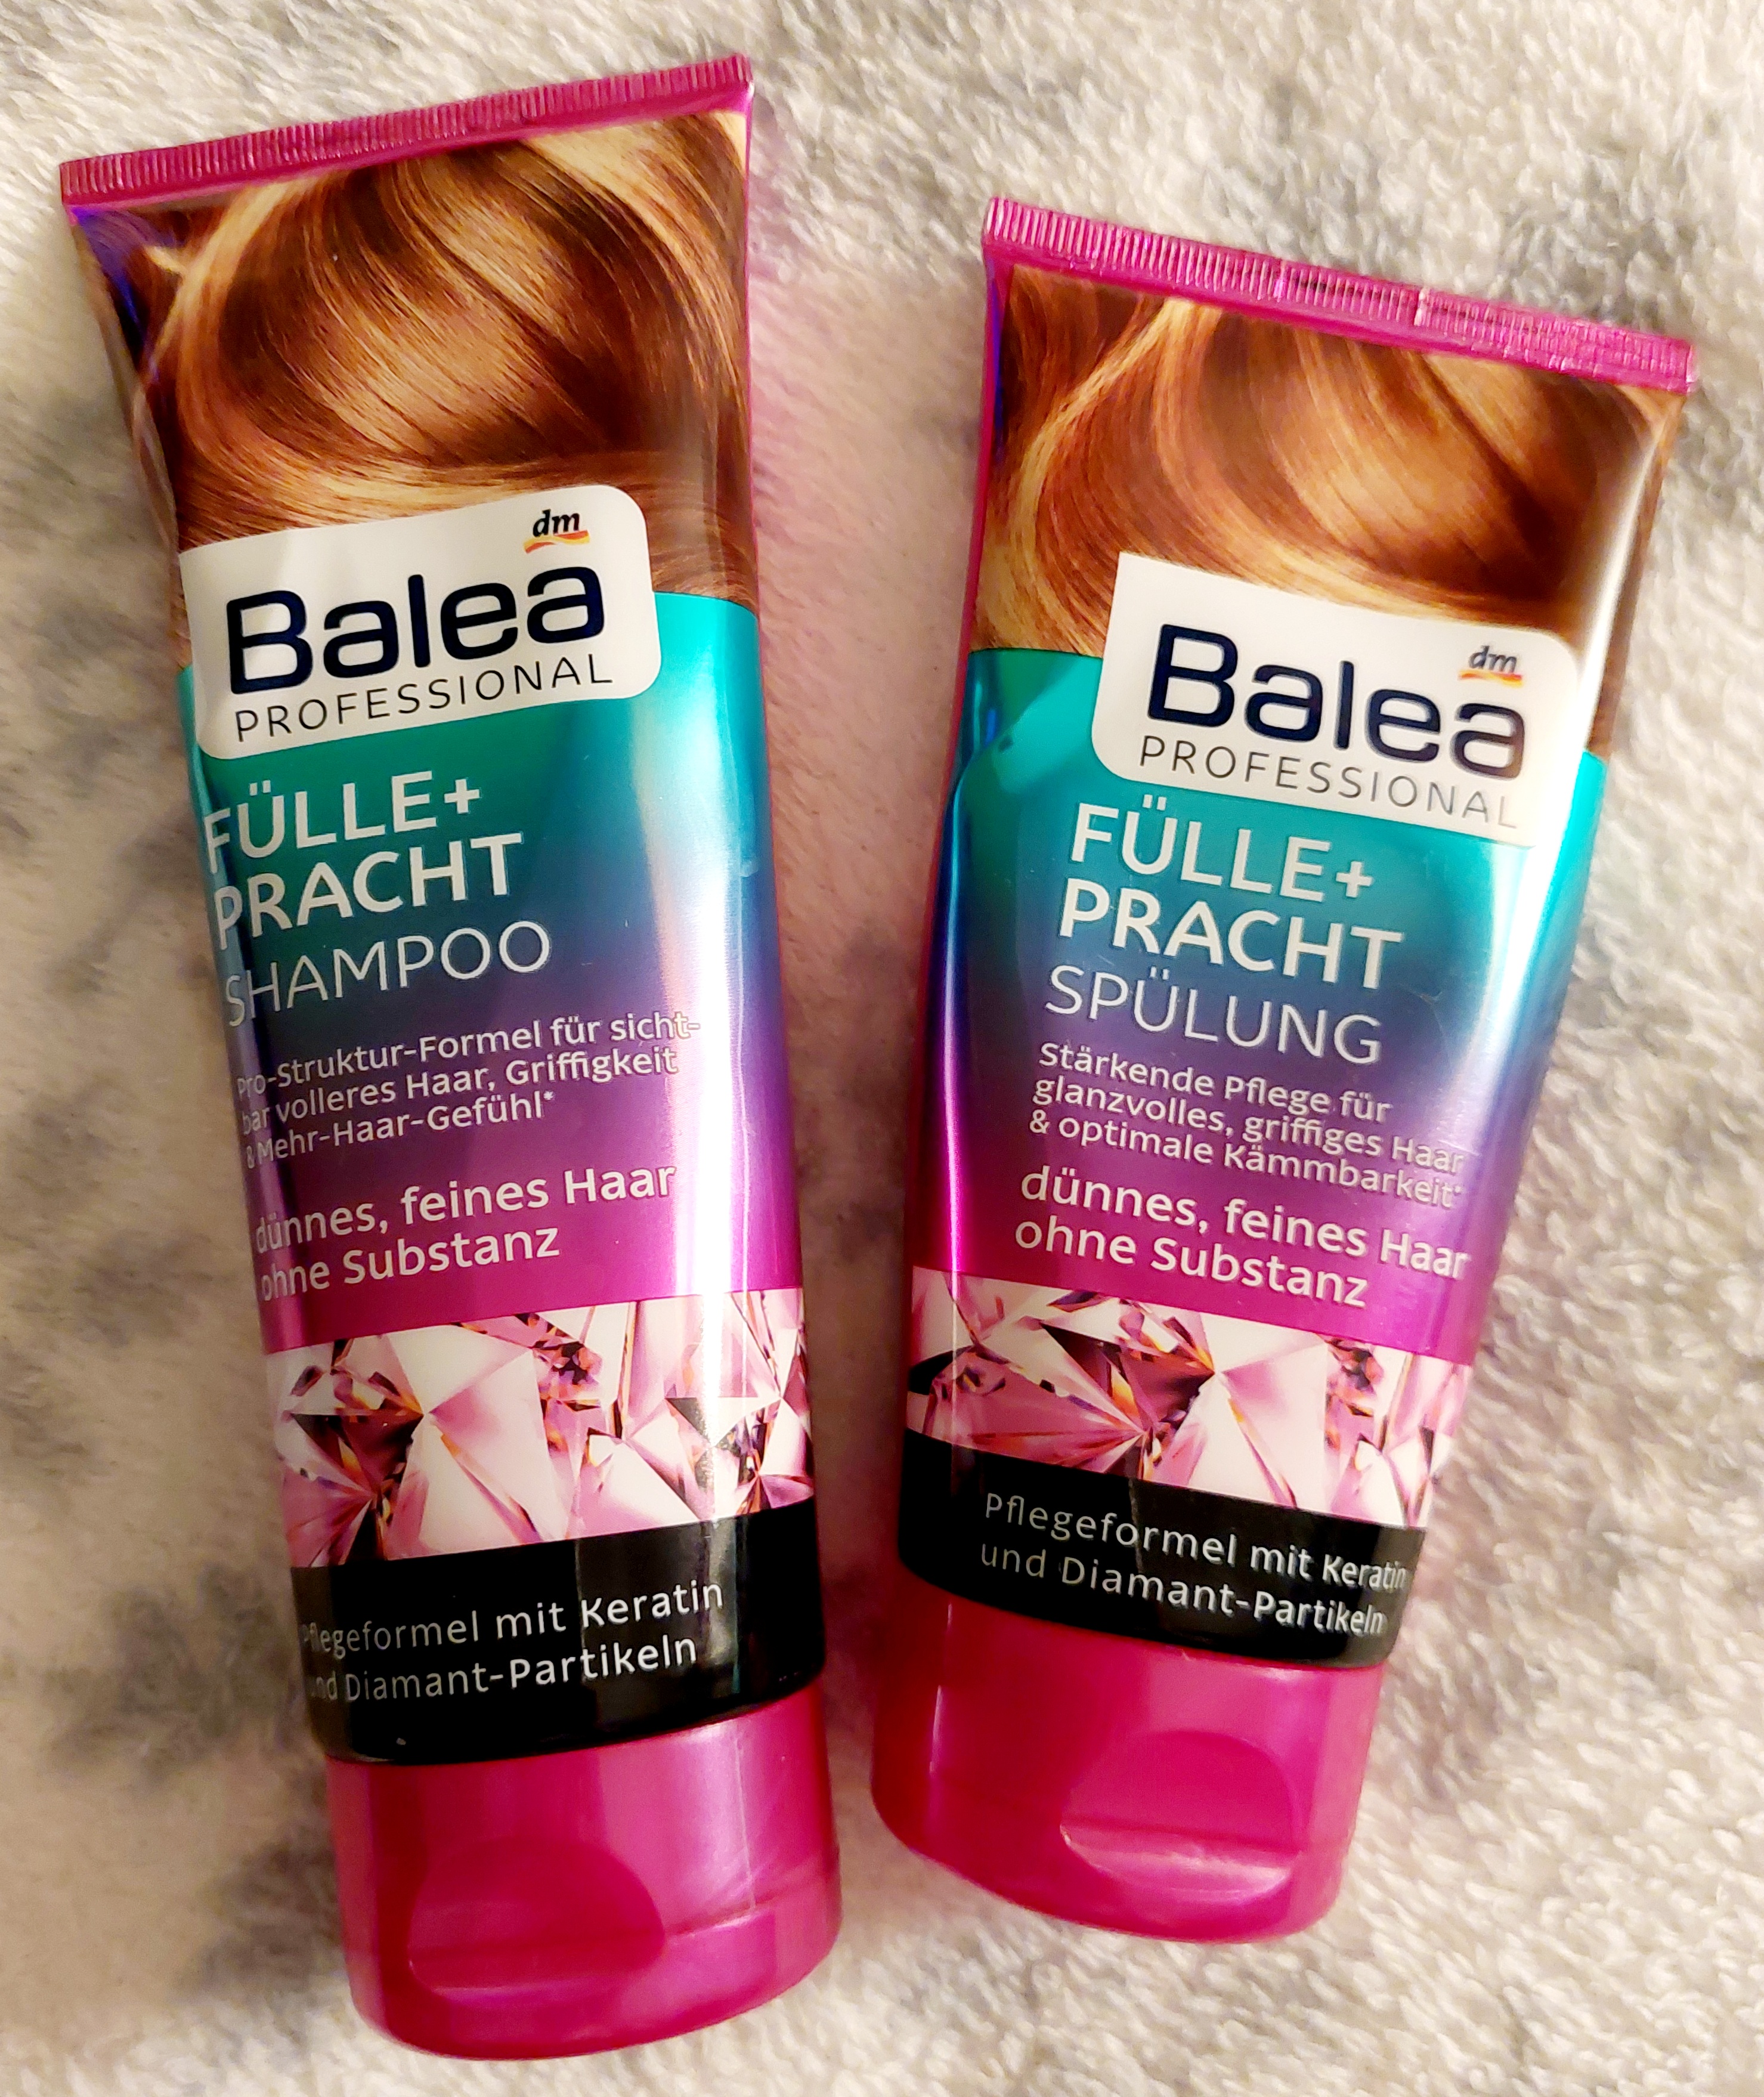 dm
Balea
PROFESSIONAL
FÜLLE+
PRACHT
SHAMPOO
Pro-Struktur-Formel für sicht-
bar volleres Haar, Griffigkeit
& Mehr-Haar-Gefühl*
dünnes, feines Haar
ohne Substanz
Pflegeformel mit Keratin
und Diamant-Partikeln
dm
Balea
PROFESSIONAL
FÜLLE+
PRACHT
SPÜLUNG
Stärkende Pflege für
glanzvolles, griffiges Haar
& optimale Kämmbarkeit*
dünnes, feines Haar
ohne Substanz
Pflegeformel mit Keratin
und Diamant-Partikeln